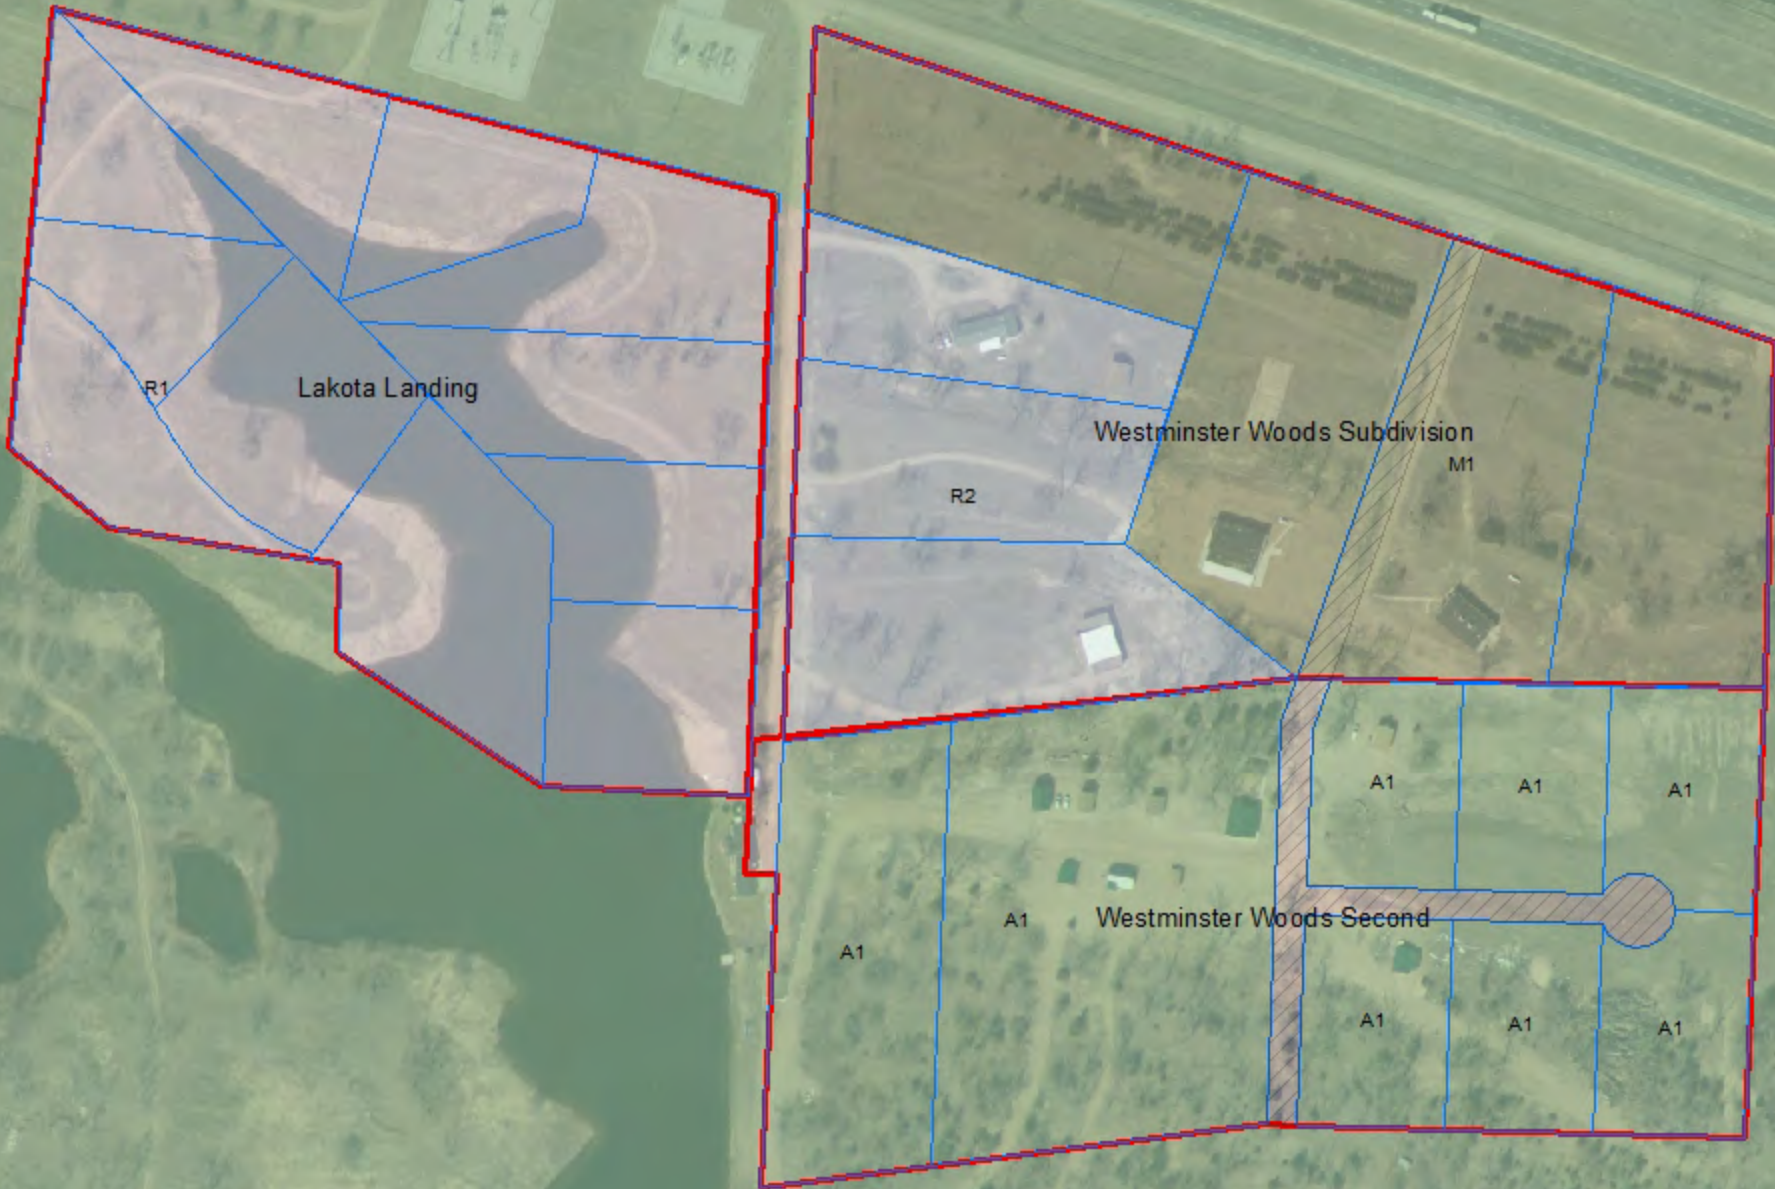 R1
Lakota Landing
Westminster Woods Subdivision
M1
R2
A1
A1
A1
A1
Westminster Woods Second
A1
A1
A1
A1